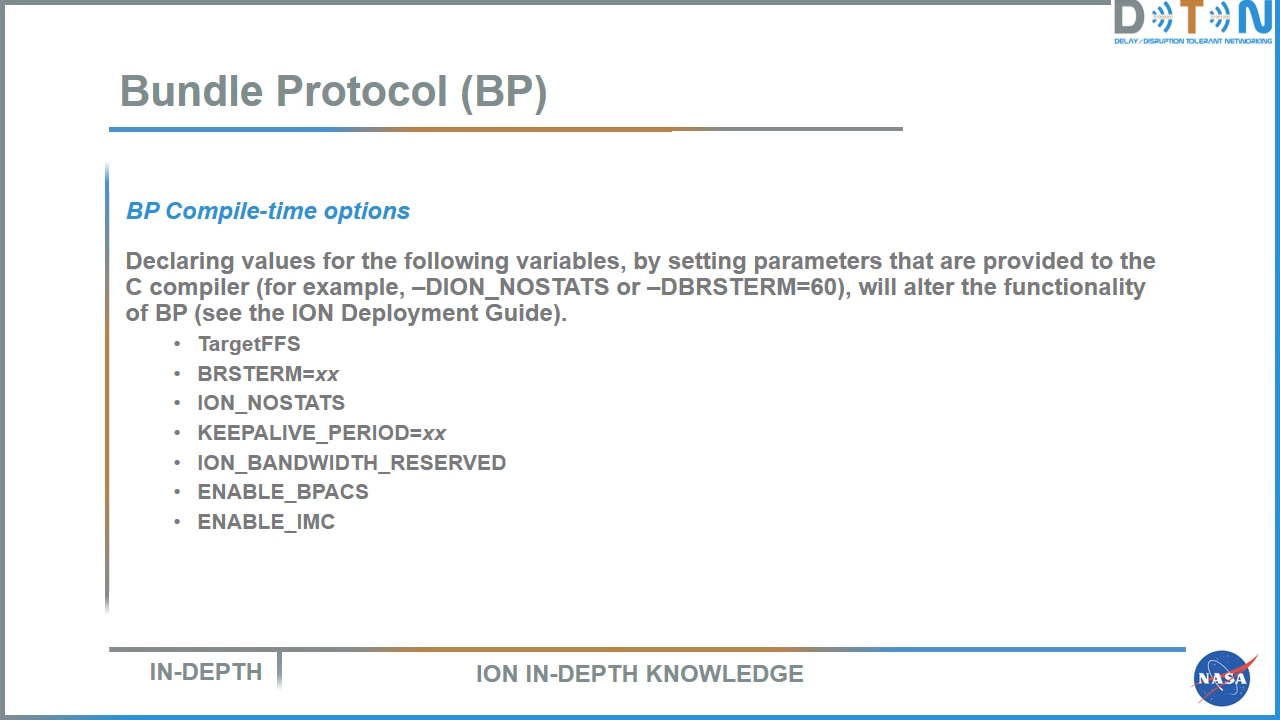 DTN
DELAY/DISRUPTION TOLERANT NETWORKING
Bundle Protocol (BP)
BP Compile-time options
Declaring values for the following variables, by setting parameters that are provided to the
C compiler (for example, –DION_NOSTATS or –DBRSTERM=60), will alter the functionality
of BP (see the ION Deployment Guide).
• TargetFFS
• BRSTERM=xx
• ION_NOSTATS
• KEEPALIVE_PERIOD=xx
• ION_BANDWIDTH_RESERVED
• ENABLE_BPACS
• ENABLE_IMC
IN-DEPTH
ION IN-DEPTH KNOWLEDGE
NASA